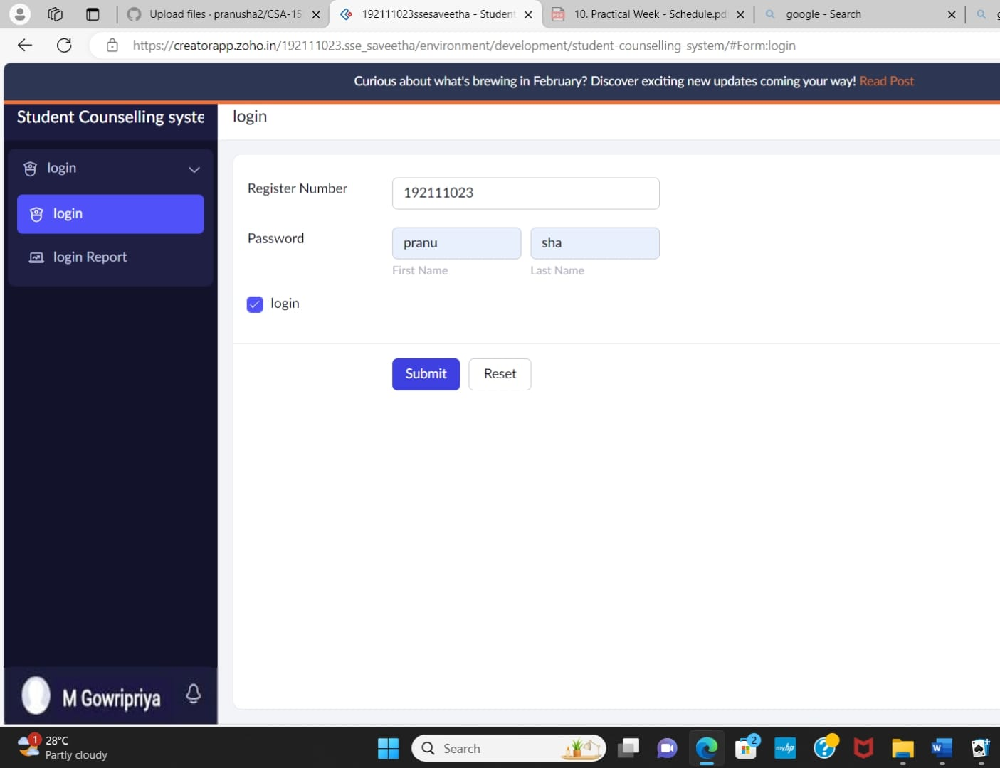 Upload files - pranusha2/CSA-15
192111023ssesaveetha - Student
10. Practical Week - Schedule.pd
google - Search
https://creatorapp.zoho.in/192111023.sse_saveetha/environment/development/student-counselling-system/#Form:login
Curious about what's brewing in February? Discover exciting new updates coming your way! Read Post
Student Counselling syste
login
login
login
login Report
Register Number
192111023
Password
pranu
sha
First Name
Last Name
login
Submit
Reset
M Gowripriya
1
28°C
Partly cloudy
Search
2
myhp
W